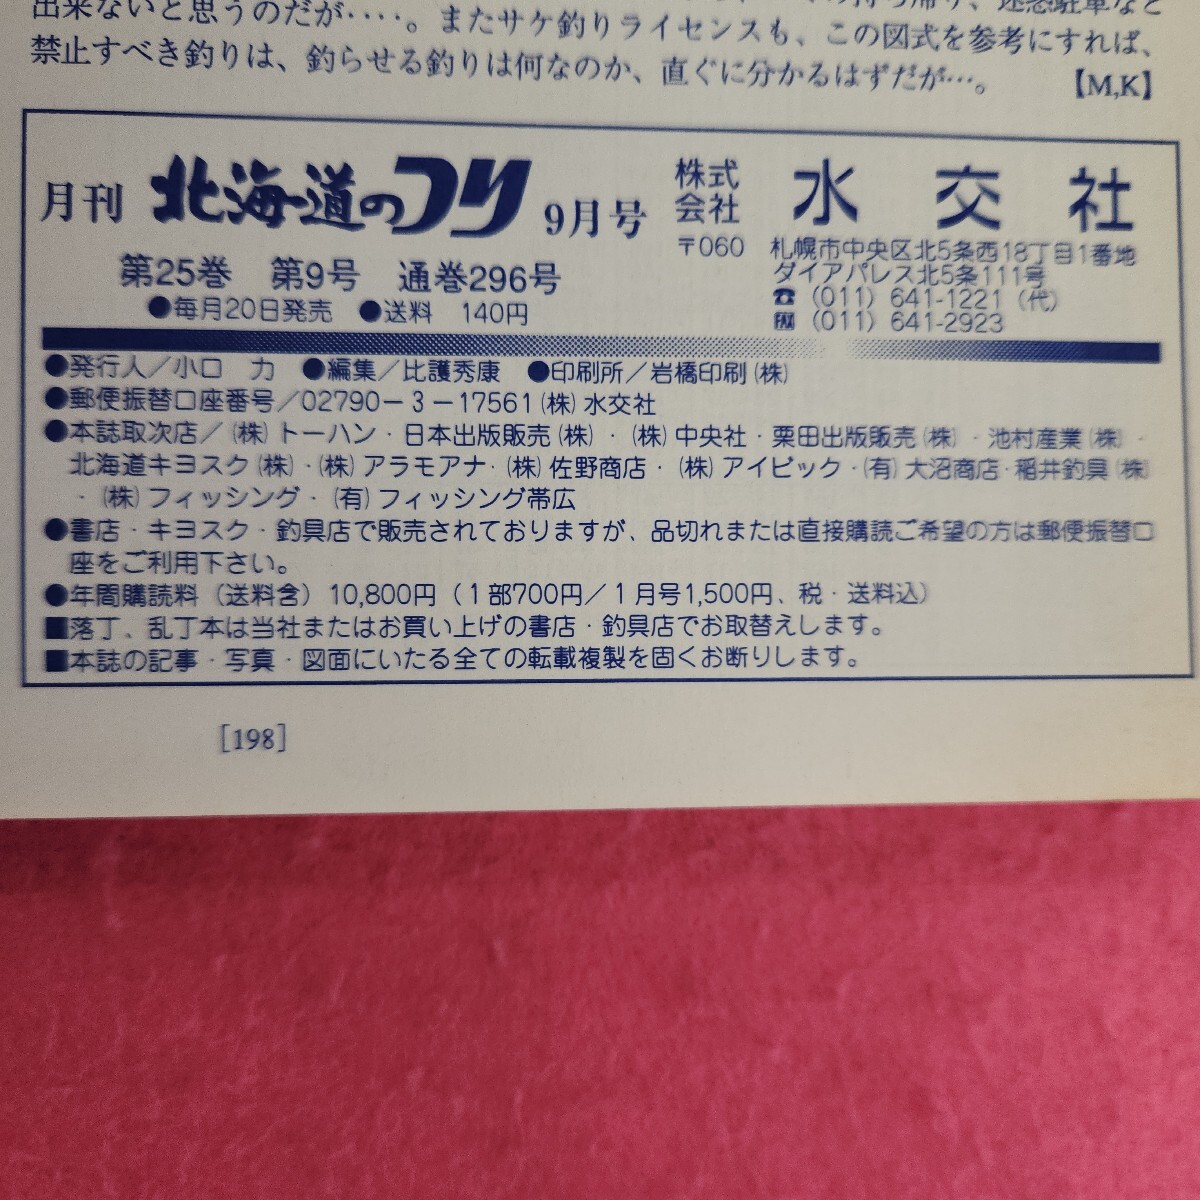 出来ないと思うのだが‥‥。またサケ釣りライセンスも、この図式を参考にすれば、
禁止すべき釣りは、釣らせる釣りは何なのか、直ぐに分かるはずだが…。 【M,K】
月刊 北海道のつり 9月号
第25巻 第9号 通巻296号
●毎月20日発売 ●送料 140円
株式会社 水交社
〒060 札幌市中央区北5条西18丁目1番地
ダイアパレス北5条111号
☎ (011) 641-1221 (代)
FAX (011) 641-2923
●発行人／小口 力 ●編集／比護秀康 ●印刷所／岩橋印刷(株)
●郵便振替口座番号／02790－3－17561(株)水交社
●本誌取次店／(株)トーハン・日本出版販売(株)・(株)中央社・栗田出版販売(株)・池村産業(株)・
北海道キヨスク(株)・(株)アラモアナ・(株)佐野商店・(株)アイビック・(有)大沼商店・稲井釣具(株)
・(株)フィッシング・(有)フィッシング帯広
●書店・キヨスク・釣具店で販売されておりますが、品切れまたは直接購読ご希望の方は郵便振替口
座をご利用下さい。
●年間購読料（送料含）10,800円（1部700円／1月号1,500円、税・送料込）
■落丁、乱丁本は当社またはお買い上げの書店・釣具店でお取替えします。
■本誌の記事・写真・図面にいたる全ての転載複製を固くお断りします。
[198]